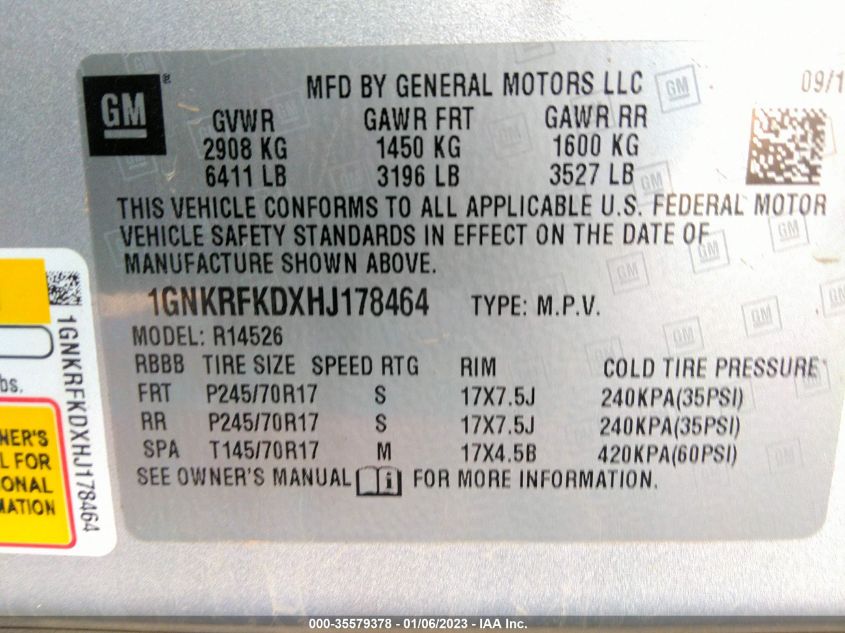 MFD BY GENERAL MOTORS LLC 09/1
GM ®
GVWR GAWR FRT GAWR RR
2908 KG 1450 KG 1600 KG
6411 LB 3196 LB 3527 LB
THIS VEHICLE CONFORMS TO ALL APPLICABLE U.S. FEDERAL MOTOR
VEHICLE SAFETY STANDARDS IN EFFECT ON THE DATE OF
MANUFACTURE SHOWN ABOVE.
1GNKRFKDXHJ178464 TYPE: M.P.V.
MODEL: R14526
RBBB TIRE SIZE SPEED RTG RIM COLD TIRE PRESSURE
FRT P245/70R17 S 17X7.5J 240KPA(35PSI)
RR P245/70R17 S 17X7.5J 240KPA(35PSI)
SPA T145/70R17 M 17X4.5B 420KPA(60PSI)
SEE OWNER'S MANUAL FOR MORE INFORMATION.
1GNKRFKDXHJ178464
bs.
NER'S
L FOR
ONAL
MATION
000-35579378 - 01/06/2023 - IAA Inc.